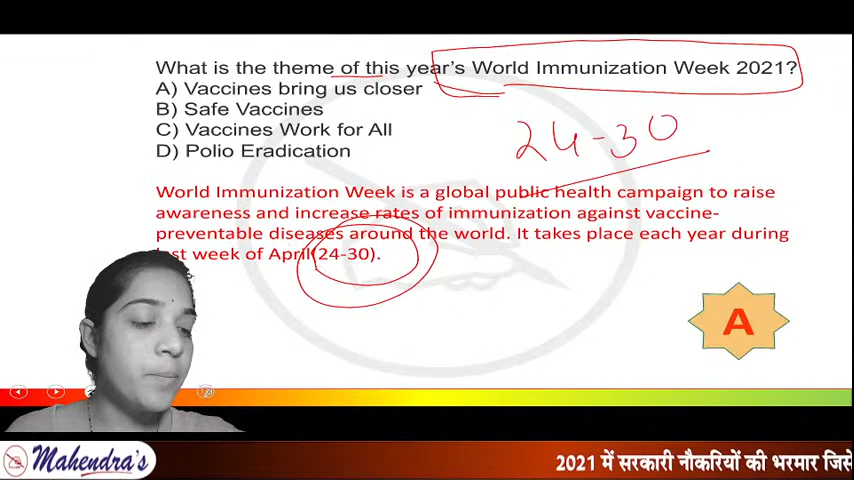 What is the theme of this year's World Immunization Week 2021?
A) Vaccines bring us closer
B) Safe Vaccines
C) Vaccines Work for All
D) Polio Eradication
24-30
World Immunization Week is a global public health campaign to raise
awareness and increase rates of immunization against vaccine-
preventable diseases around the world. It takes place each year during
last week of April(24-30).
A
Mahendra's
2021 में सरकारी नौकरियों की भरमार जिसे